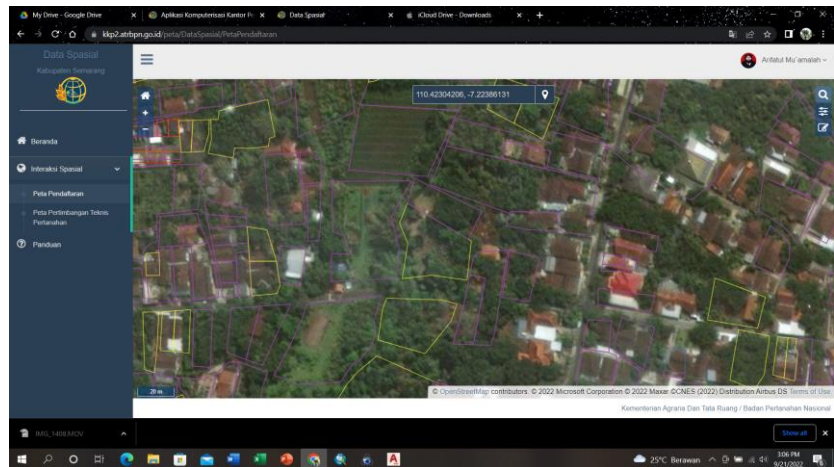 My Drive - Google Drive
Aplikasi Komputerisasi Kantor Pe
Data Spasial
iCloud Drive - Downloads
kkp2.atrbpn.go.id/peta/DataSpasial/PetaPendaftaran
Data Spasial
Kabupaten Semarang
Arifatul Mu'amalah
110.42304206, -7.22386131
Beranda
Interaksi Spasial
Peta Pendaftaran
Peta Pertimbangan Teknis
Pertanahan
Panduan
20 m
© OpenStreetMap contributors. © 2022 Microsoft Corporation © 2022 Maxar ©CNES (2022) Distribution Airbus DS Terms of Use
Kementerian Agraria Dan Tata Ruang / Badan Pertanahan Nasional
IMG_1408.MOV
Show all
25°C Berawan
3:06 PM
9/21/2022